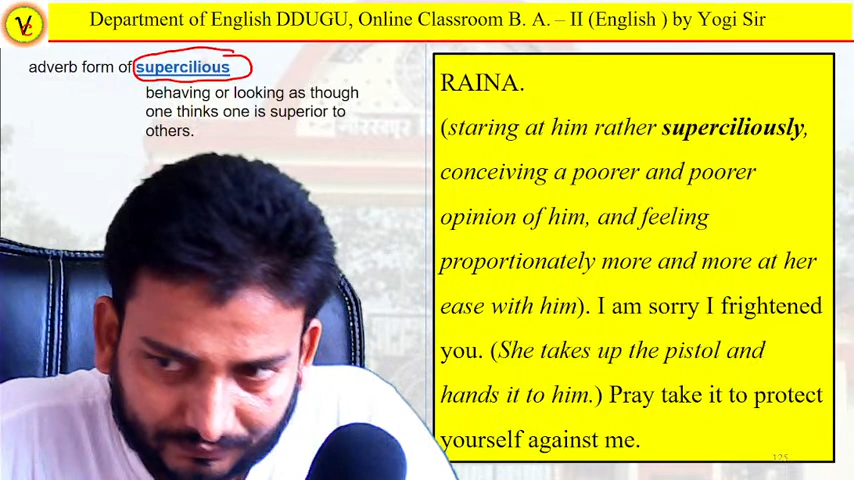 Department of English DDUGU, Online Classroom B. A. – II (English ) by Yogi Sir
adverb form of supercilious
behaving or looking as though
one thinks one is superior to
others.
RAINA.
(staring at him rather superciliously,
conceiving a poorer and poorer
opinion of him, and feeling
proportionately more and more at her
ease with him). I am sorry I frightened
you. (She takes up the pistol and
hands it to him.) Pray take it to protect
yourself against me.
125